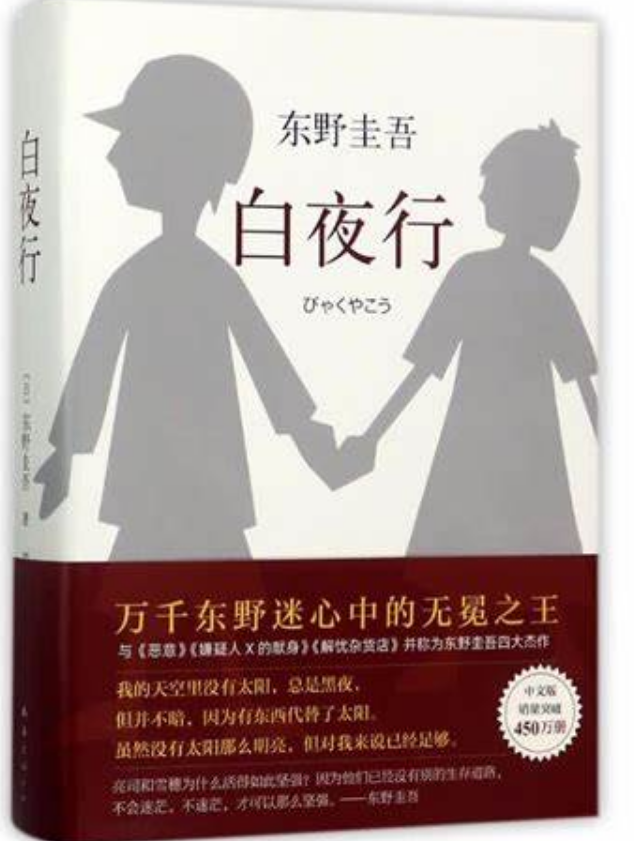 东野圭吾
白夜行
びゃくやこう
白夜行
〔日〕东野圭吾 著
万千东野迷心中的无冕之王
与《恶意》《嫌疑人X的献身》《解忧杂货店》并称为东野圭吾四大杰作
我的天空里没有太阳，总是黑夜，
但并不暗，因为有东西代替了太阳。
虽然没有太阳那么明亮，但对我来说已经足够。
中文版
销量突破
450万册
亮司和雪穗为什么活得如此坚强？因为他们已经没有别的生存道路，
不会迷茫。不迷茫，才可以那么坚强。——东野圭吾